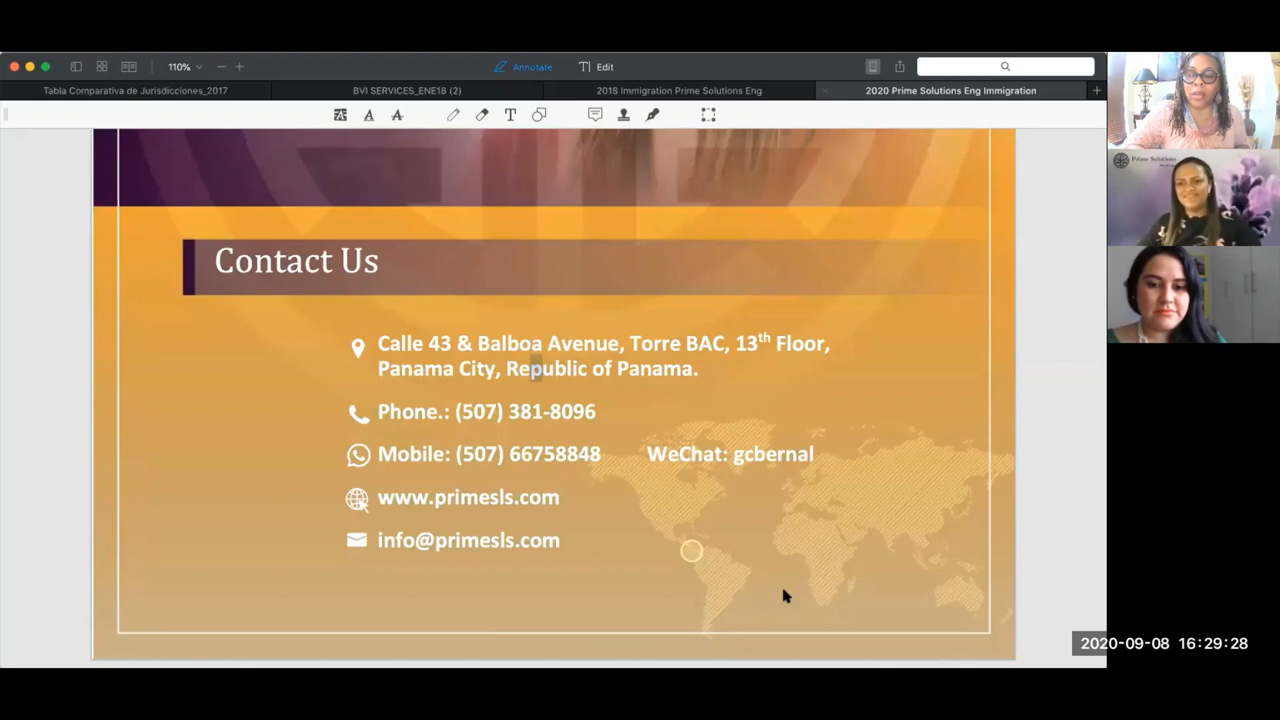 110%
Annotate
Edit
Tabla Comparativa de Jurisdicciones_2017
BVI SERVICES_ENE18 (2)
2018 Immigration Prime Solutions Eng
2020 Prime Solutions Eng Immigration
Prime Solutions
Contact Us
Calle 43 & Balboa Avenue, Torre BAC, 13th Floor,
Panama City, Republic of Panama.
Phone.: (507) 381-8096
Mobile: (507) 66758848 WeChat: gcbernal
www.primesls.com
info@primesls.com
2020-09-08 16:29:28